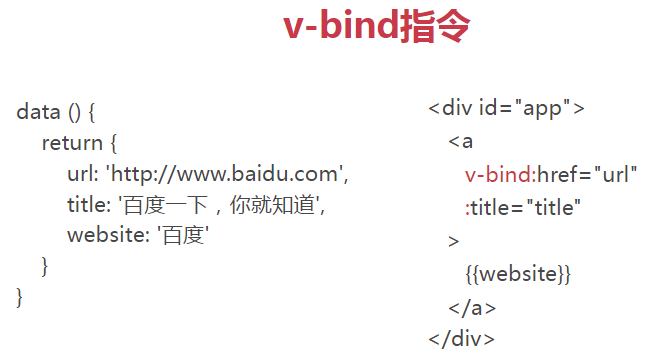 v-bind指令
data () {
return {
url: 'http://www.baidu.com',
title: '百度一下，你就知道',
website: '百度'
}
}
<div id="app">
<a
v-bind:href="url"
:title="title"
>
{{website}}
</a>
</div>